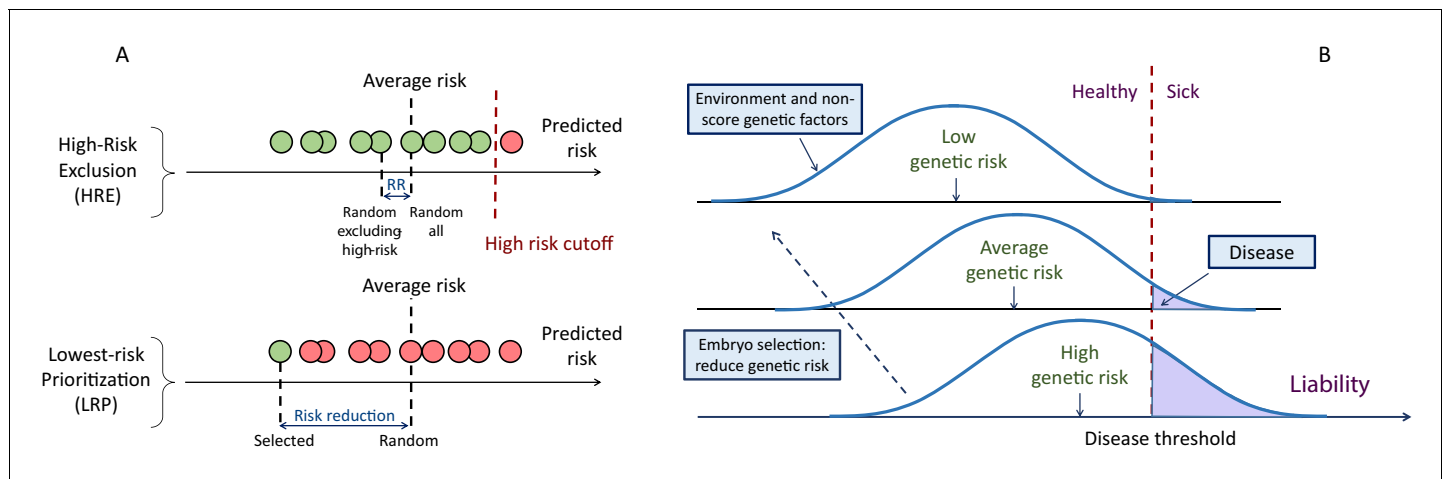 A
Average risk
High-Risk
Exclusion
(HRE)
Predicted
risk
RR
Random
excluding
high-risk
Random
all
High risk cutoff
Average risk
Lowest-risk
Prioritization
(LRP)
Predicted
risk
Risk reduction
Selected
Random
B
Healthy
Sick
Environment and non-
score genetic factors
Low
genetic risk
Average
genetic risk
Disease
Embryo selection:
reduce genetic risk
High
genetic risk
Liability
Disease threshold